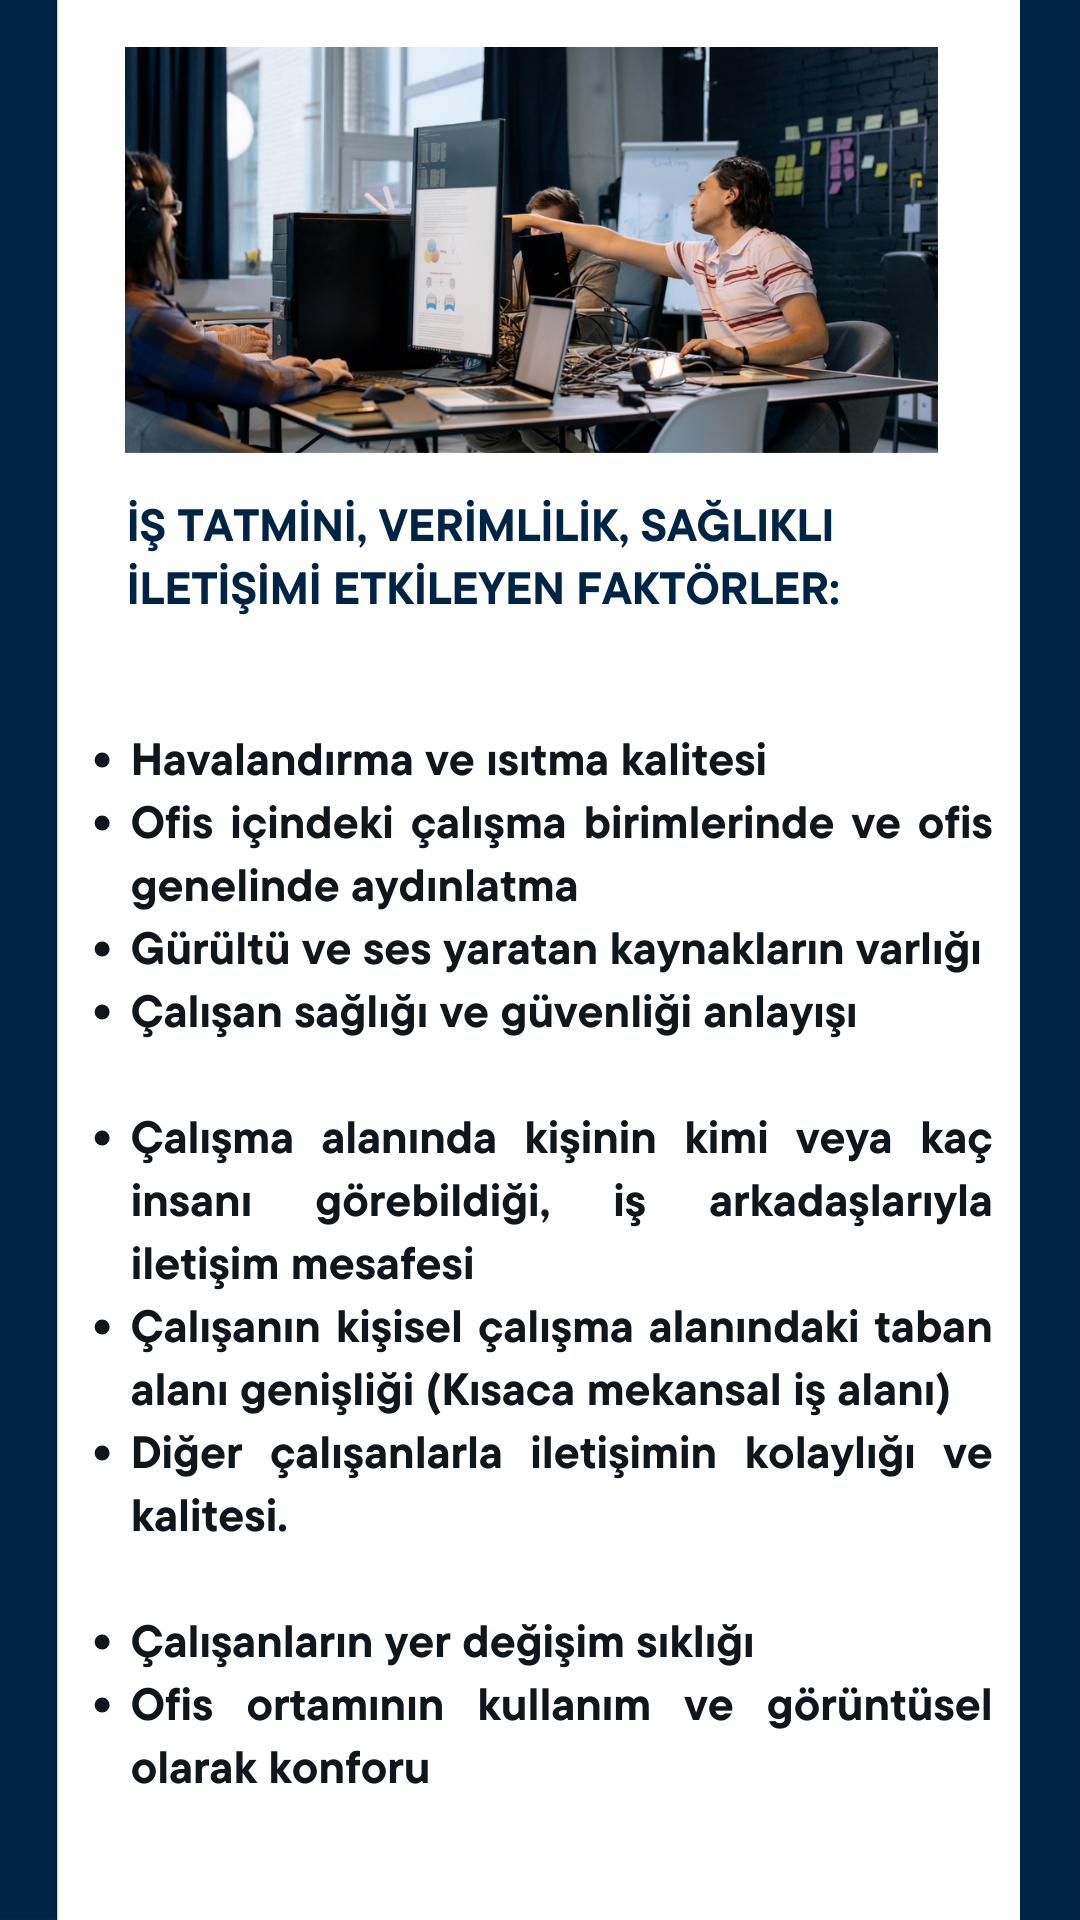 İŞ TATMİNİ, VERİMLİLİK, SAĞLIKLI
İLETİŞİMİ ETKİLEYEN FAKTÖRLER:
• Havalandırma ve ısıtma kalitesi
• Ofis içindeki çalışma birimlerinde ve ofis
genelinde aydınlatma
• Gürültü ve ses yaratan kaynakların varlığı
• Çalışan sağlığı ve güvenliği anlayışı
• Çalışma alanında kişinin kimi veya kaç
insanı görebildiği, iş arkadaşlarıyla
iletişim mesafesi
• Çalışanın kişisel çalışma alanındaki taban
alanı genişliği (Kısaca mekansal iş alanı)
• Diğer çalışanlarla iletişimin kolaylığı ve
kalitesi.
• Çalışanların yer değişim sıklığı
• Ofis ortamının kullanım ve görüntüsel
olarak konforu